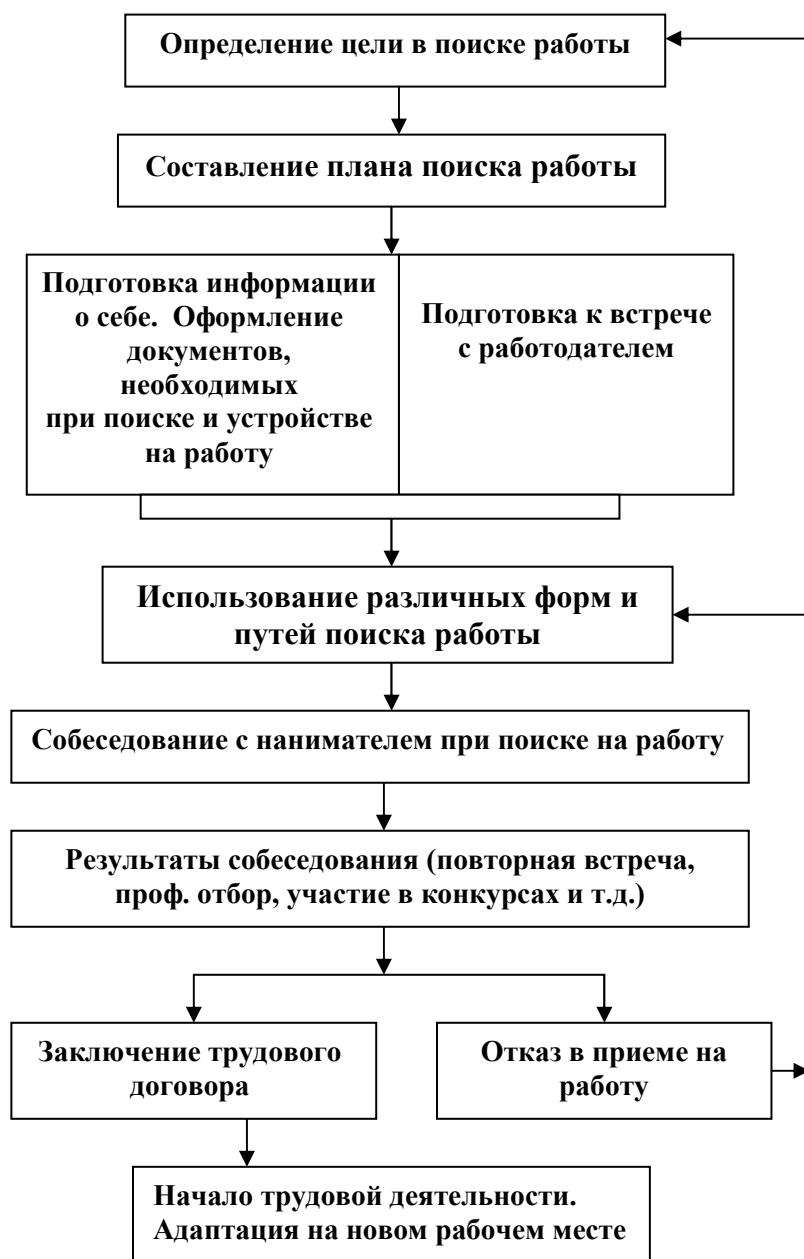 Определение цели в поиске работы
Составление плана поиска работы
Подготовка информации
о себе. Оформление
документов,
необходимых
при поиске и устройстве
на работу
Подготовка к встрече
с работодателем
Использование различных форм и
путей поиска работы
Собеседование с нанимателем при поиске на работу
Результаты собеседования (повторная встреча,
проф. отбор, участие в конкурсах и т.д.)
Заключение трудового
договора
Отказ в приеме на
работу
Начало трудовой деятельности.
Адаптация на новом рабочем месте